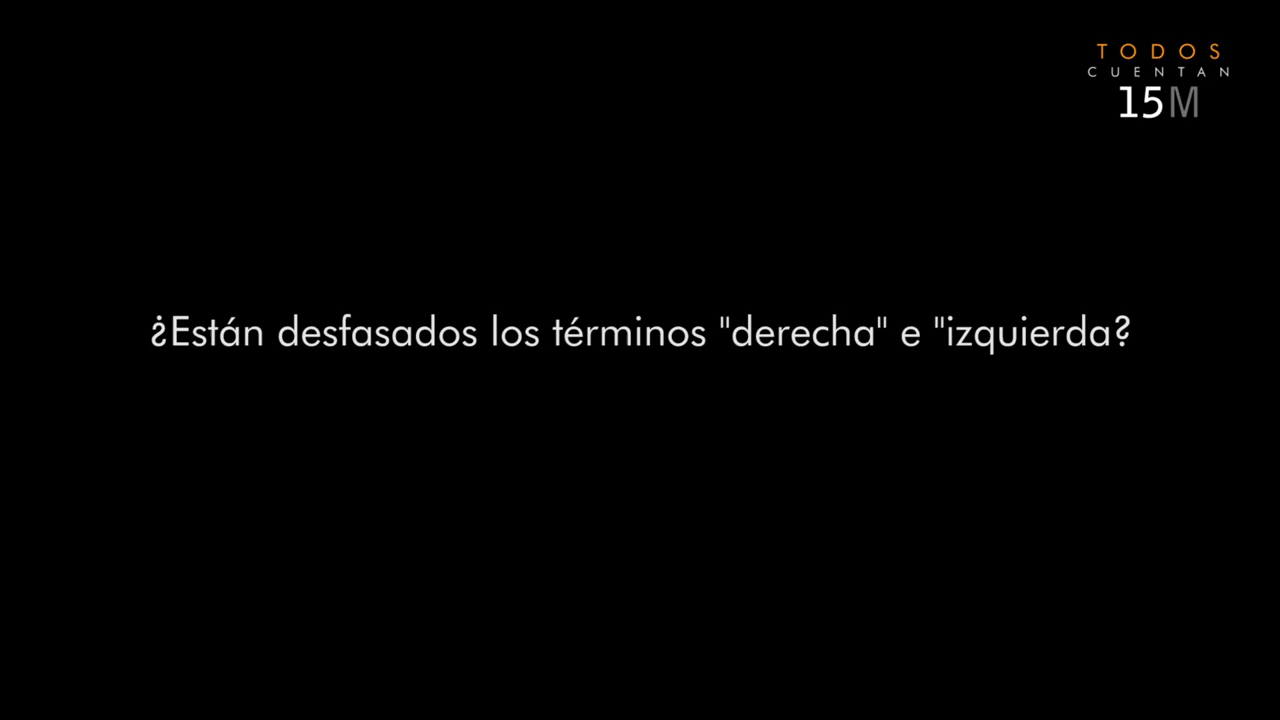 TODOS
CUENTAN
15M
¿Están desfasados los términos "derecha" e "izquierda?